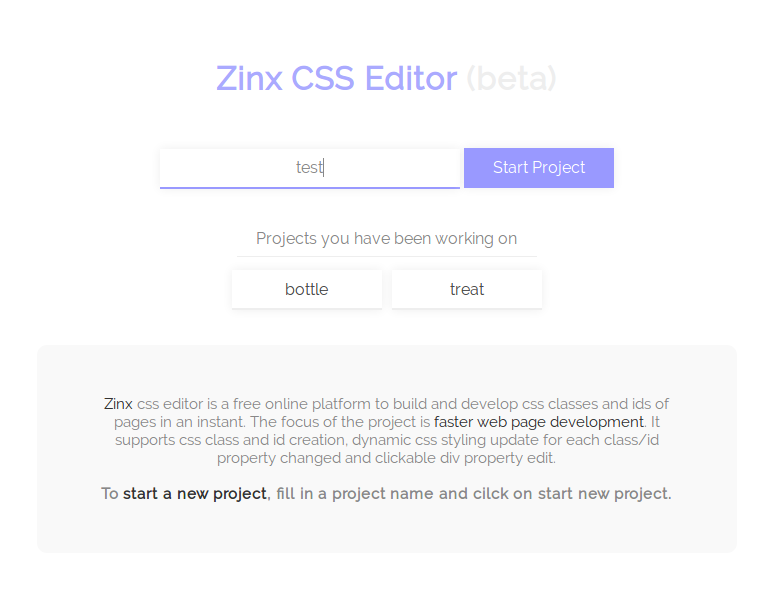 Zinx CSS Editor (beta)
test
Start Project
Projects you have been working on
bottle
treat
Zinx css editor is a free online platform to build and develop css classes and ids of
pages in an instant. The focus of the project is faster web page development. It
supports css class and id creation, dynamic css styling update for each class/id
property changed and clickable div property edit.
To start a new project, fill in a project name and cilck on start new project.